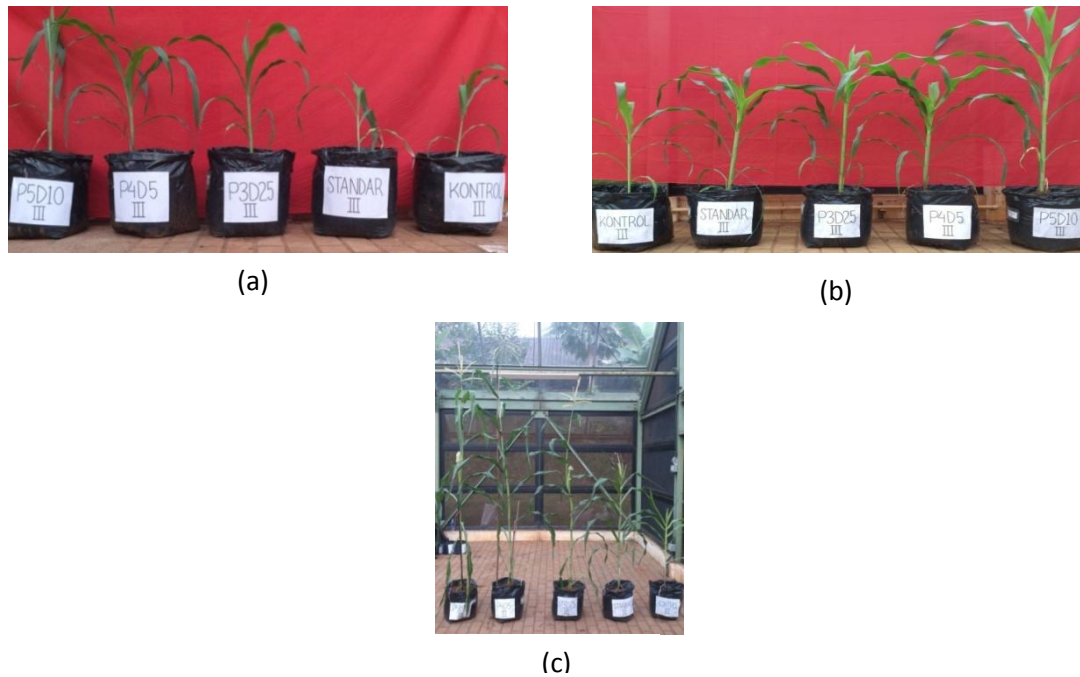 P5D10
III
P4D5
III
P3D25
III
STANDAR
III
KONTROL
III
(a)
KONTROL
III
STANDAR
III
P3D25
III
P4D5
III
P5D10
III
(b)
(c)